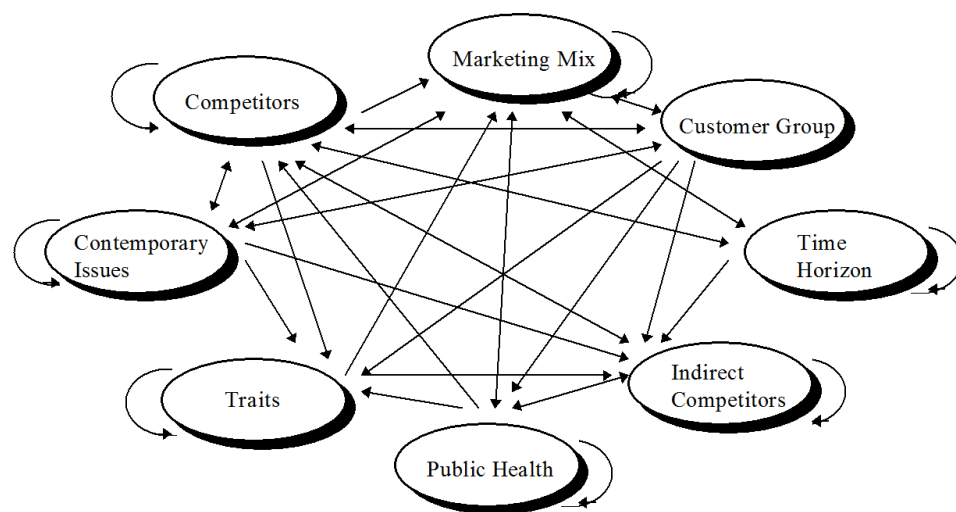 Marketing Mix
Competitors
Customer Group
Contemporary
Issues
Time
Horizon
Indirect
Competitors
Traits
Public Health